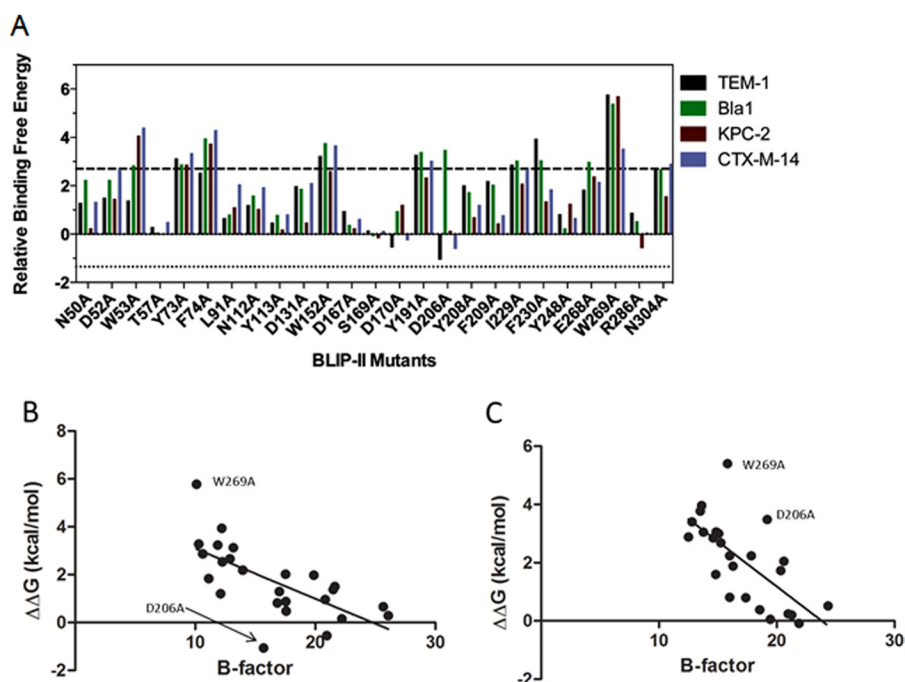 A
Relative Binding Free Energy
6
4
2
0
-2
TEM-1
Bla1
KPC-2
CTX-M-14
N50A
D52A
W53A
T57A
Y73A
F74A
L91A
N112A
Y113A
D131A
W152A
D167A
S169A
D170A
Y191A
D206A
Y208A
F209A
I229A
F230A
Y248A
E268A
W269A
R286A
N304A
BLIP-II Mutants
B
ΔΔG (kcal/mol)
8
6
4
2
0
-2
W269A
D206A
10
20
30
B-factor
C
ΔΔG (kcal/mol)
6
4
2
0
-2
W269A
D206A
10
20
30
B-factor